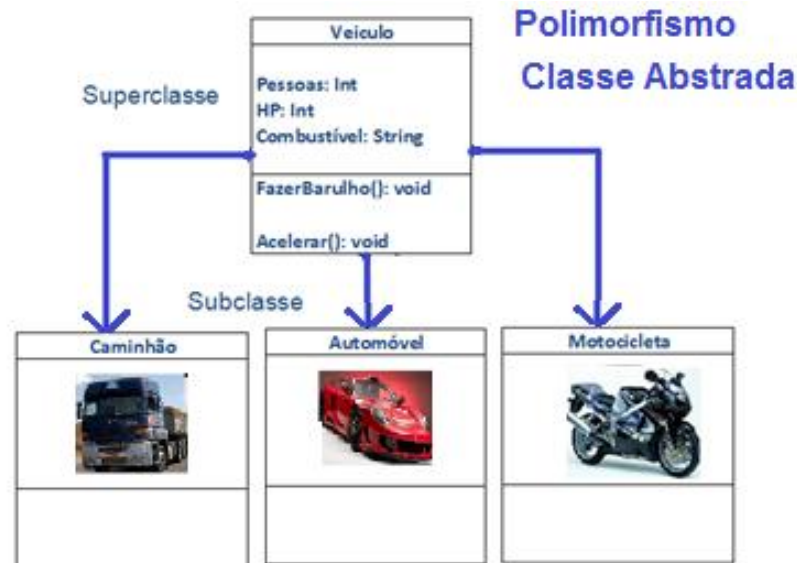 Polimorfismo
Classe Abstrada
Superclasse
Veiculo
Pessoas: Int
HP: Int
Combustível: String
FazerBarulho(): void
Acelerar(): void
Subclasse
Caminhão
Automóvel
Motocicleta